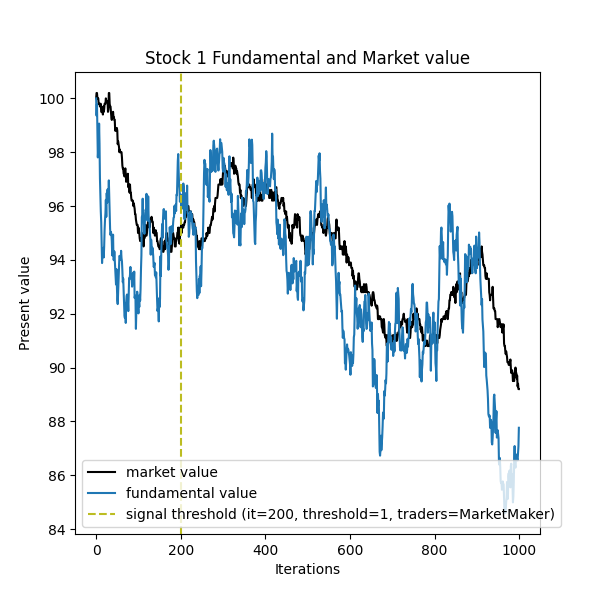 Stock 1 Fundamental and Market value
100
98
96
94
92
90
88
86
84
Present value
market value
fundamental value
signal threshold (it=200, threshold=1, traders=MarketMaker)
0 200 400 600 800 1000
Iterations